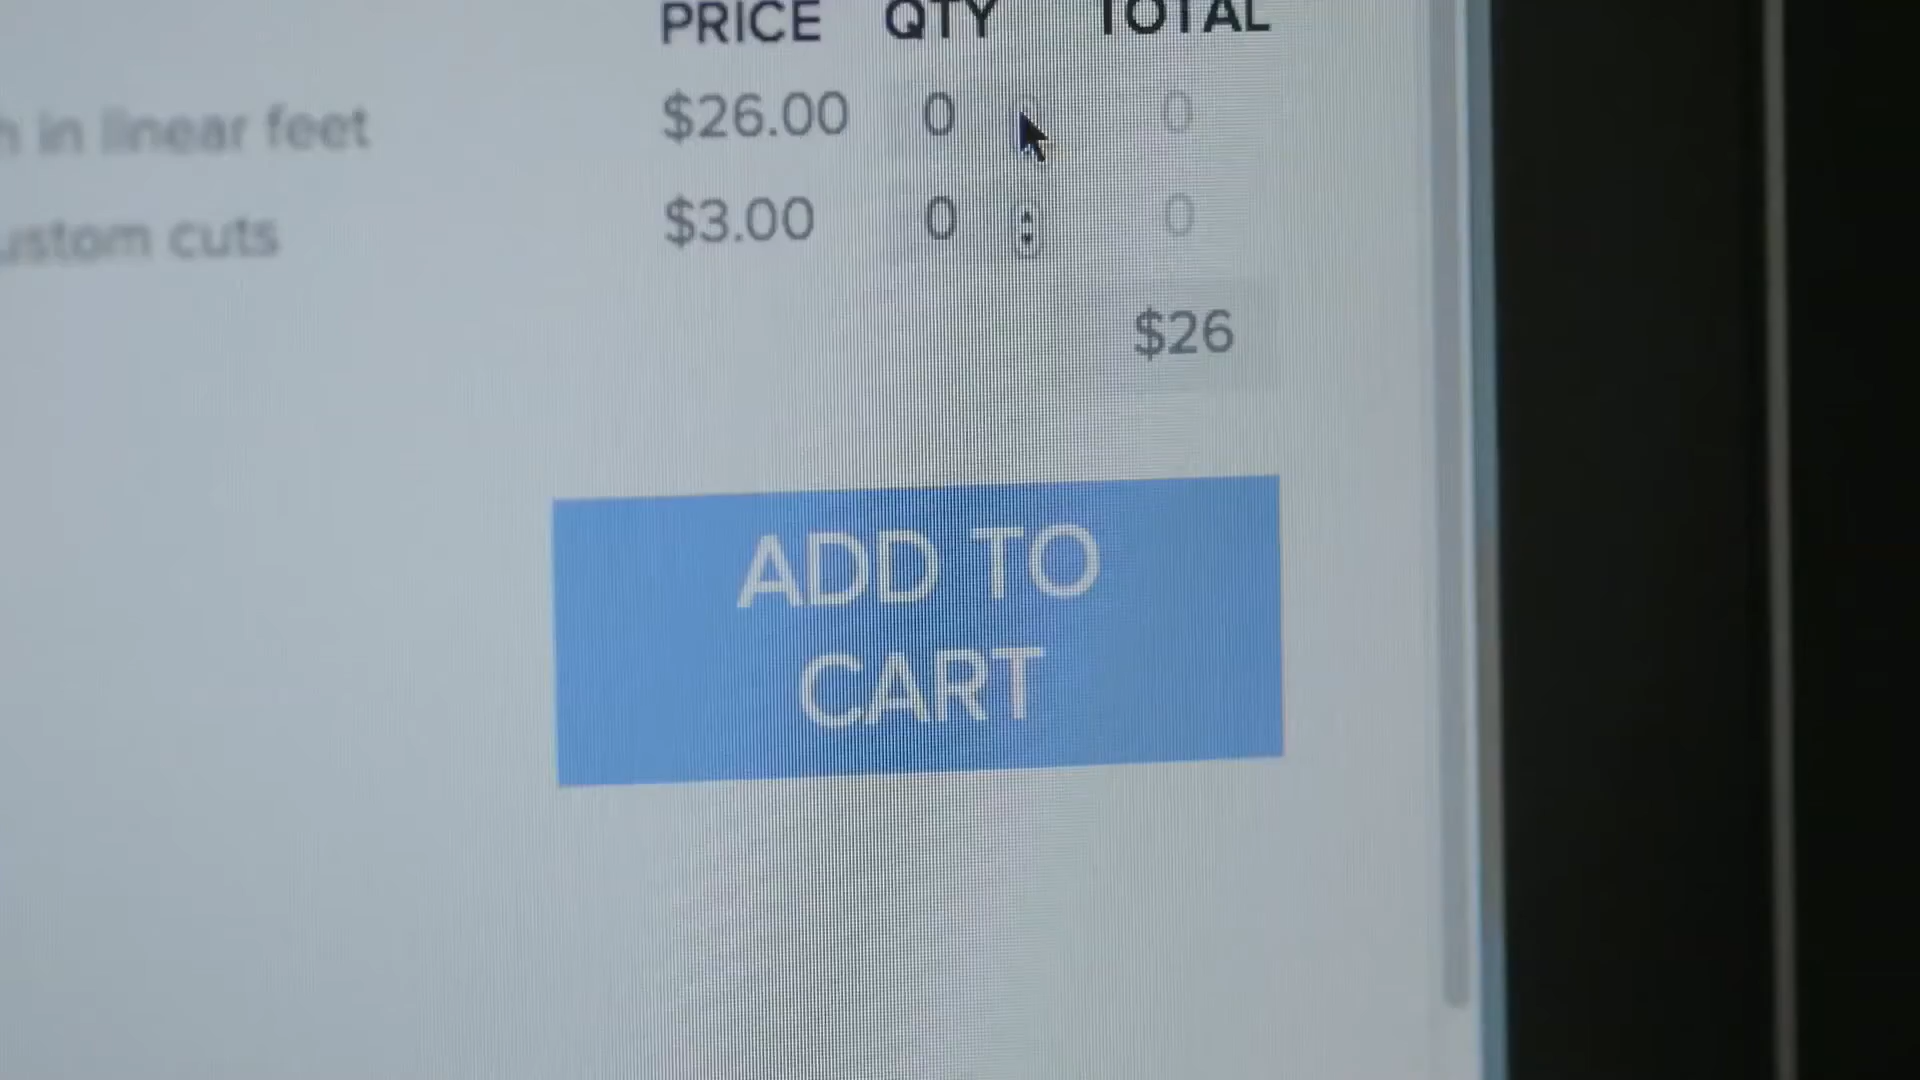 PRICE QTY TOTAL
in linear feet $26.00 0 0
cuts $3.00 0 0
$26
ADD TO
CART